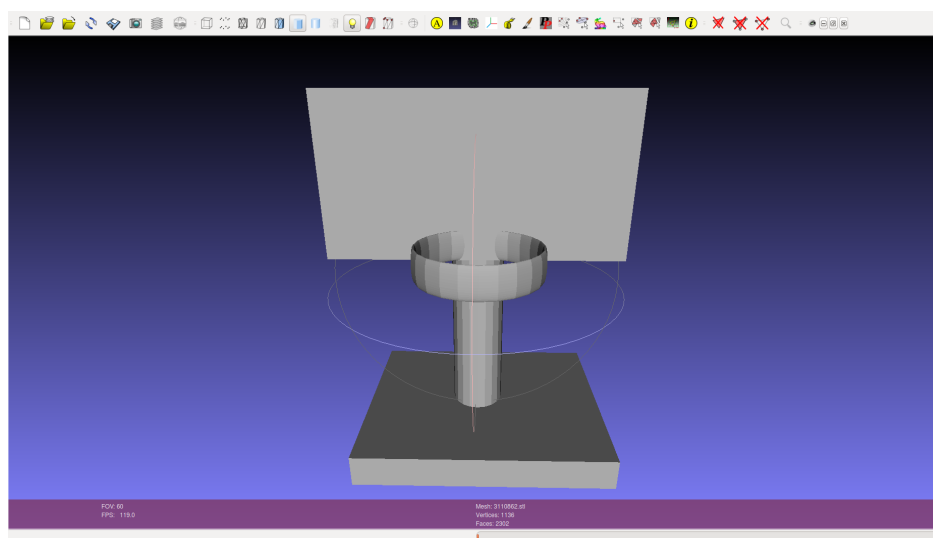 A
i
FOV: 60
FPS: 119.0
Mesh: 3110862.stl
Vertices: 1136
Faces: 2302